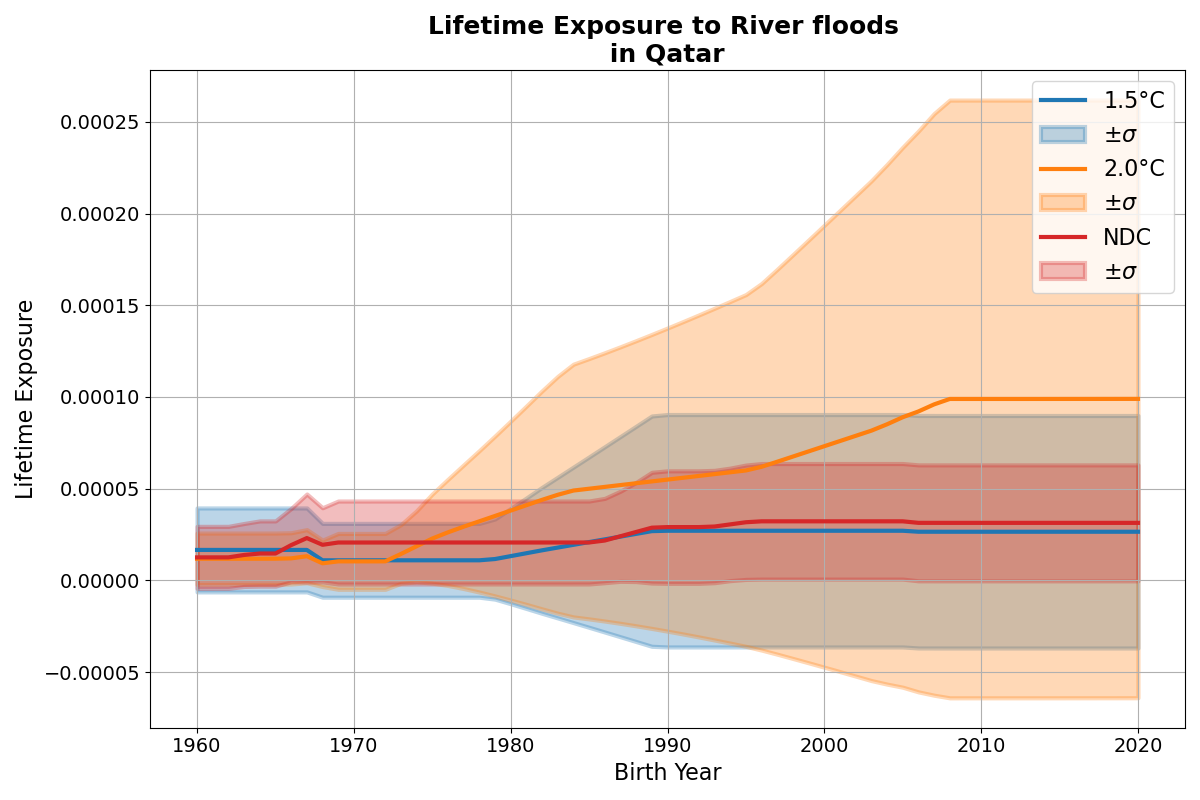 Lifetime Exposure to River floods
in Qatar
1.5°C
±σ
2.0°C
±σ
NDC
±σ
Lifetime Exposure
0.00025
0.00020
0.00015
0.00010
0.00005
0.00000
−0.00005
1960 1970 1980 1990 2000 2010 2020
Birth Year